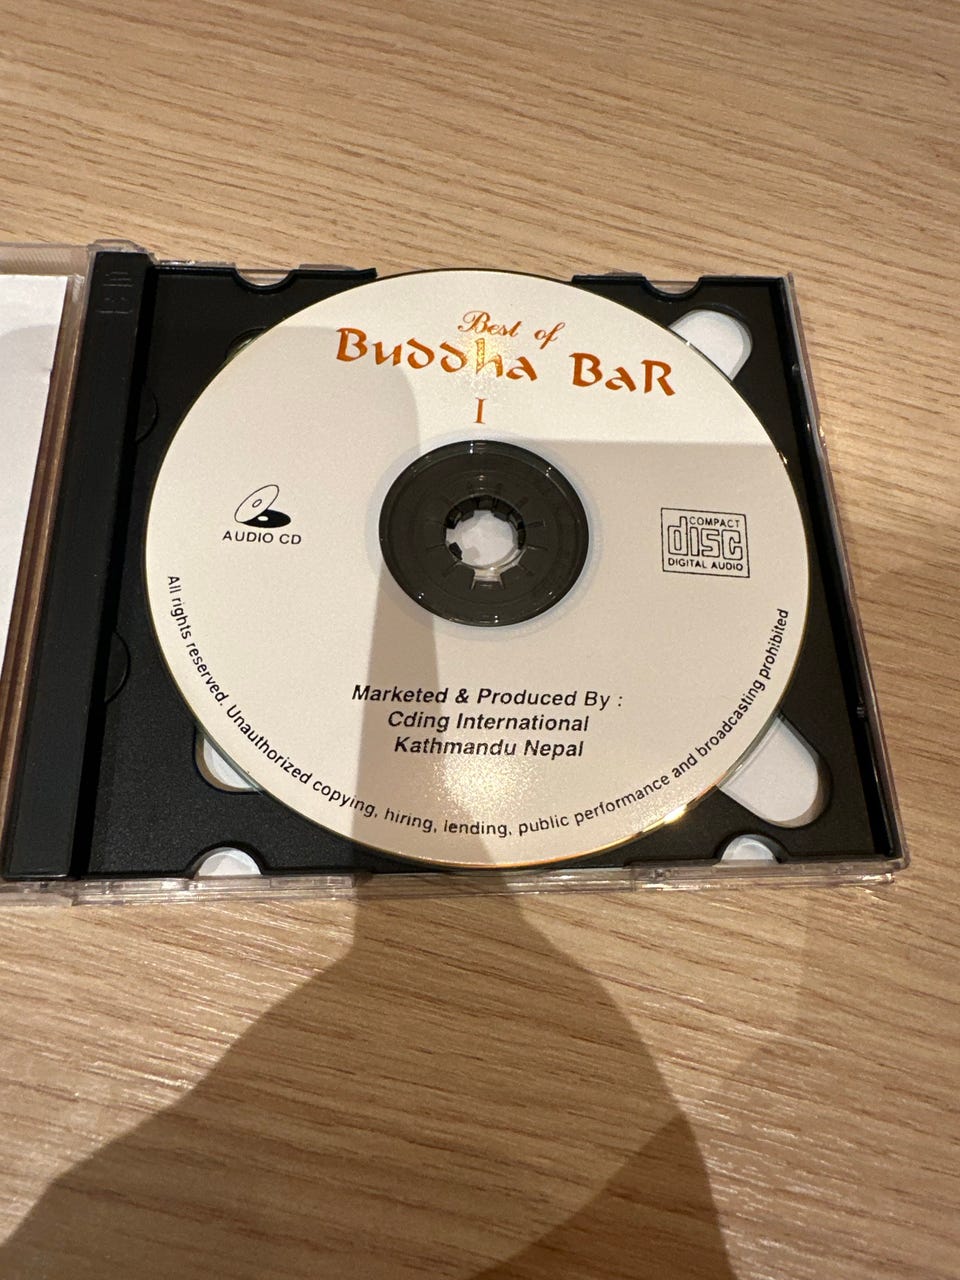 Best of
Buddha BaR
I
AUDIO CD
COMPACT
disc
DIGITAL AUDIO
Marketed & Produced By :
Cding International
Kathmandu Nepal
All rights reserved. Unauthorized copying, hiring, lending, public performance and broadcasting prohibited